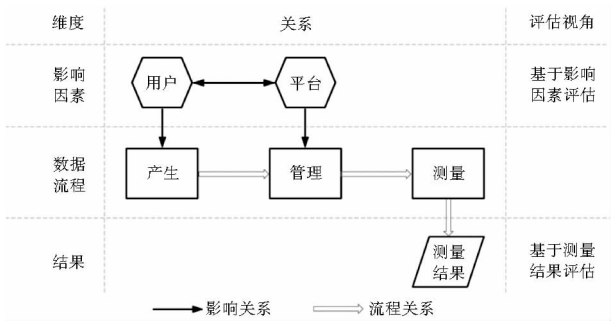 维度
关系
评估视角
影响
因素
用户
平台
基于影响
因素评估
数据
流程
产生
管理
测量
结果
测量
结果
基于测量
结果评估
影响关系
流程关系